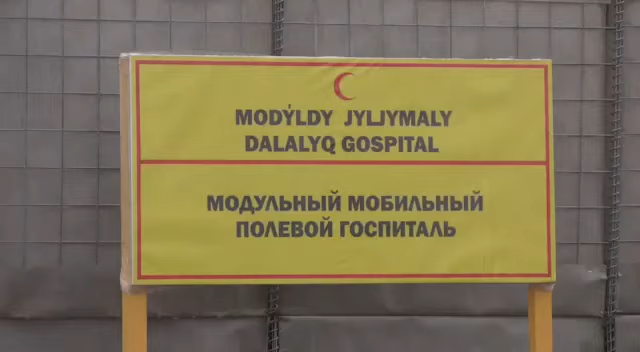 MODÝLDY JYLJYMALY
DALALYQ GOSPITAL
МОДУЛЬНЫЙ МОБИЛЬНЫЙ
ПОЛЕВОЙ ГОСПИТАЛЬ